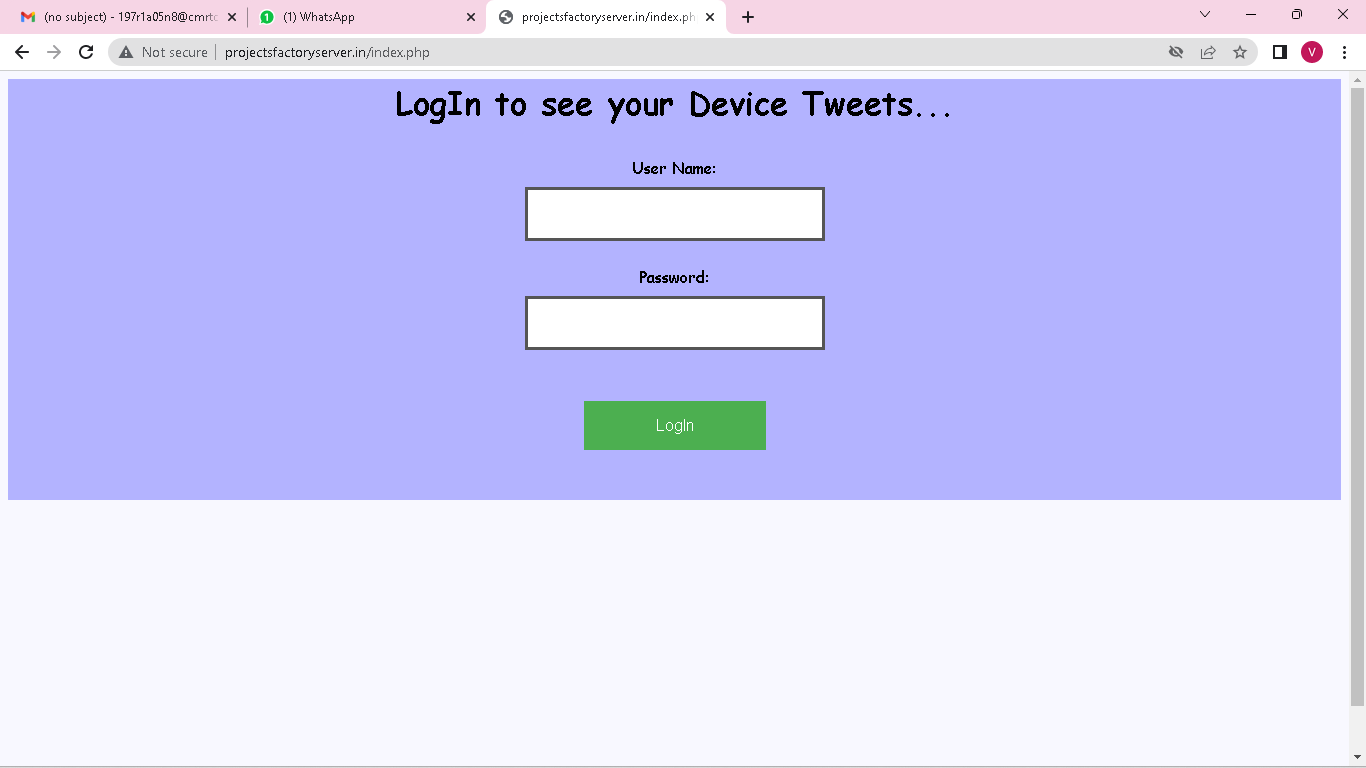 (no subject) - 197r1a05n8@cmrtc
(1) WhatsApp
projectsfactoryserver.in/index.ph
Not secure
projectsfactoryserver.in/index.php
V
LogIn to see your Device Tweets...
User Name:
Password:
LogIn